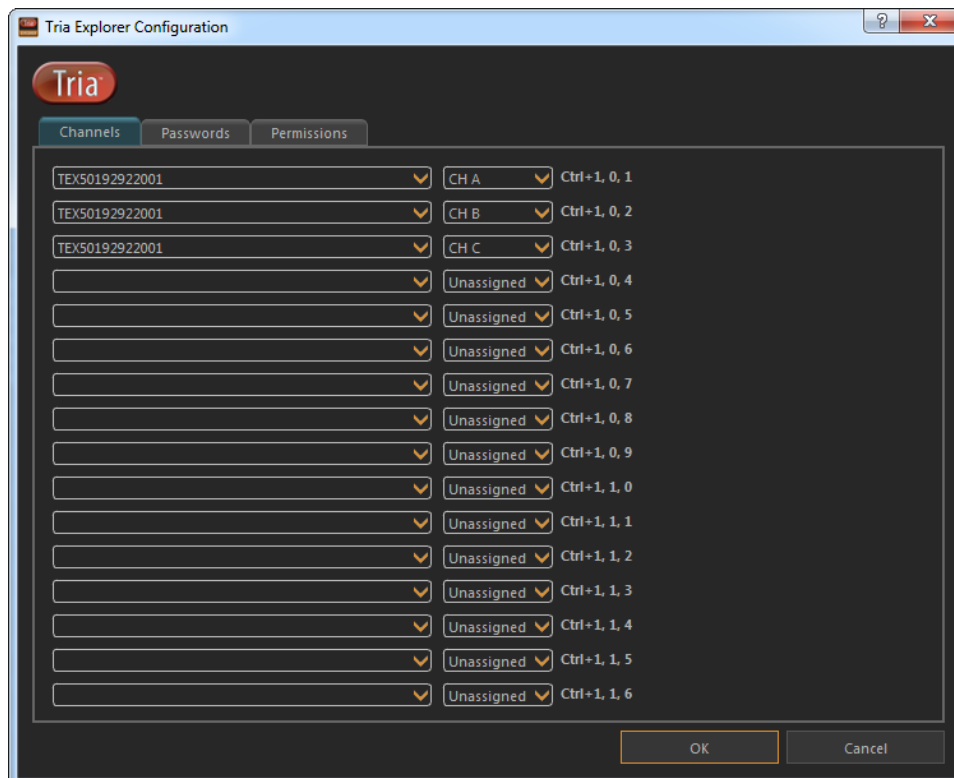 Tria Explorer Configuration
Tria
Channels Passwords Permissions
TEX50192922001 CH A Ctrl+1, 0, 1
TEX50192922001 CH B Ctrl+1, 0, 2
TEX50192922001 CH C Ctrl+1, 0, 3
Unassigned Ctrl+1, 0, 4
Unassigned Ctrl+1, 0, 5
Unassigned Ctrl+1, 0, 6
Unassigned Ctrl+1, 0, 7
Unassigned Ctrl+1, 0, 8
Unassigned Ctrl+1, 0, 9
Unassigned Ctrl+1, 1, 0
Unassigned Ctrl+1, 1, 1
Unassigned Ctrl+1, 1, 2
Unassigned Ctrl+1, 1, 3
Unassigned Ctrl+1, 1, 4
Unassigned Ctrl+1, 1, 5
Unassigned Ctrl+1, 1, 6
OK Cancel